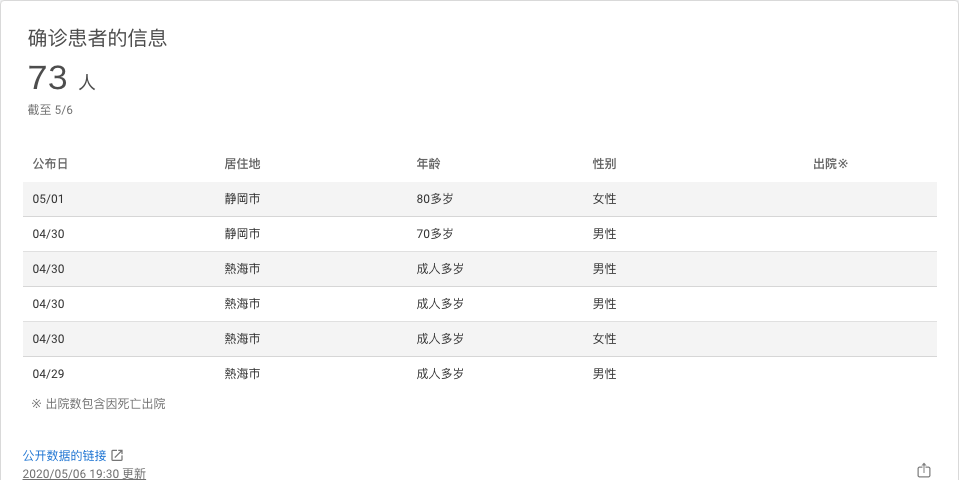 确诊患者的信息
73 人
截至 5/6
公布日 居住地 年龄 性别 出院※
05/01 静岡市 80多岁 女性
04/30 静岡市 70多岁 男性
04/30 熱海市 成人多岁 男性
04/30 熱海市 成人多岁 男性
04/30 熱海市 成人多岁 女性
04/29 熱海市 成人多岁 男性
※ 出院数包含因死亡出院
公开数据的链接
2020/05/06 19:30 更新